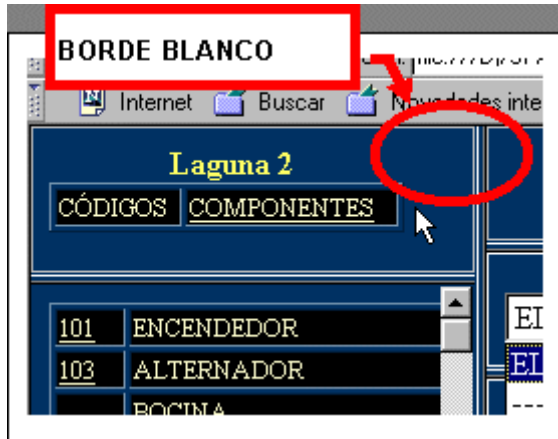 BORDE BLANCO
Internet Buscar Novedades inte
Laguna 2
CÓDIGOS COMPONENTES
101 ENCENDEDOR EI
103 ALTERNADOR EI
BOCINA ---